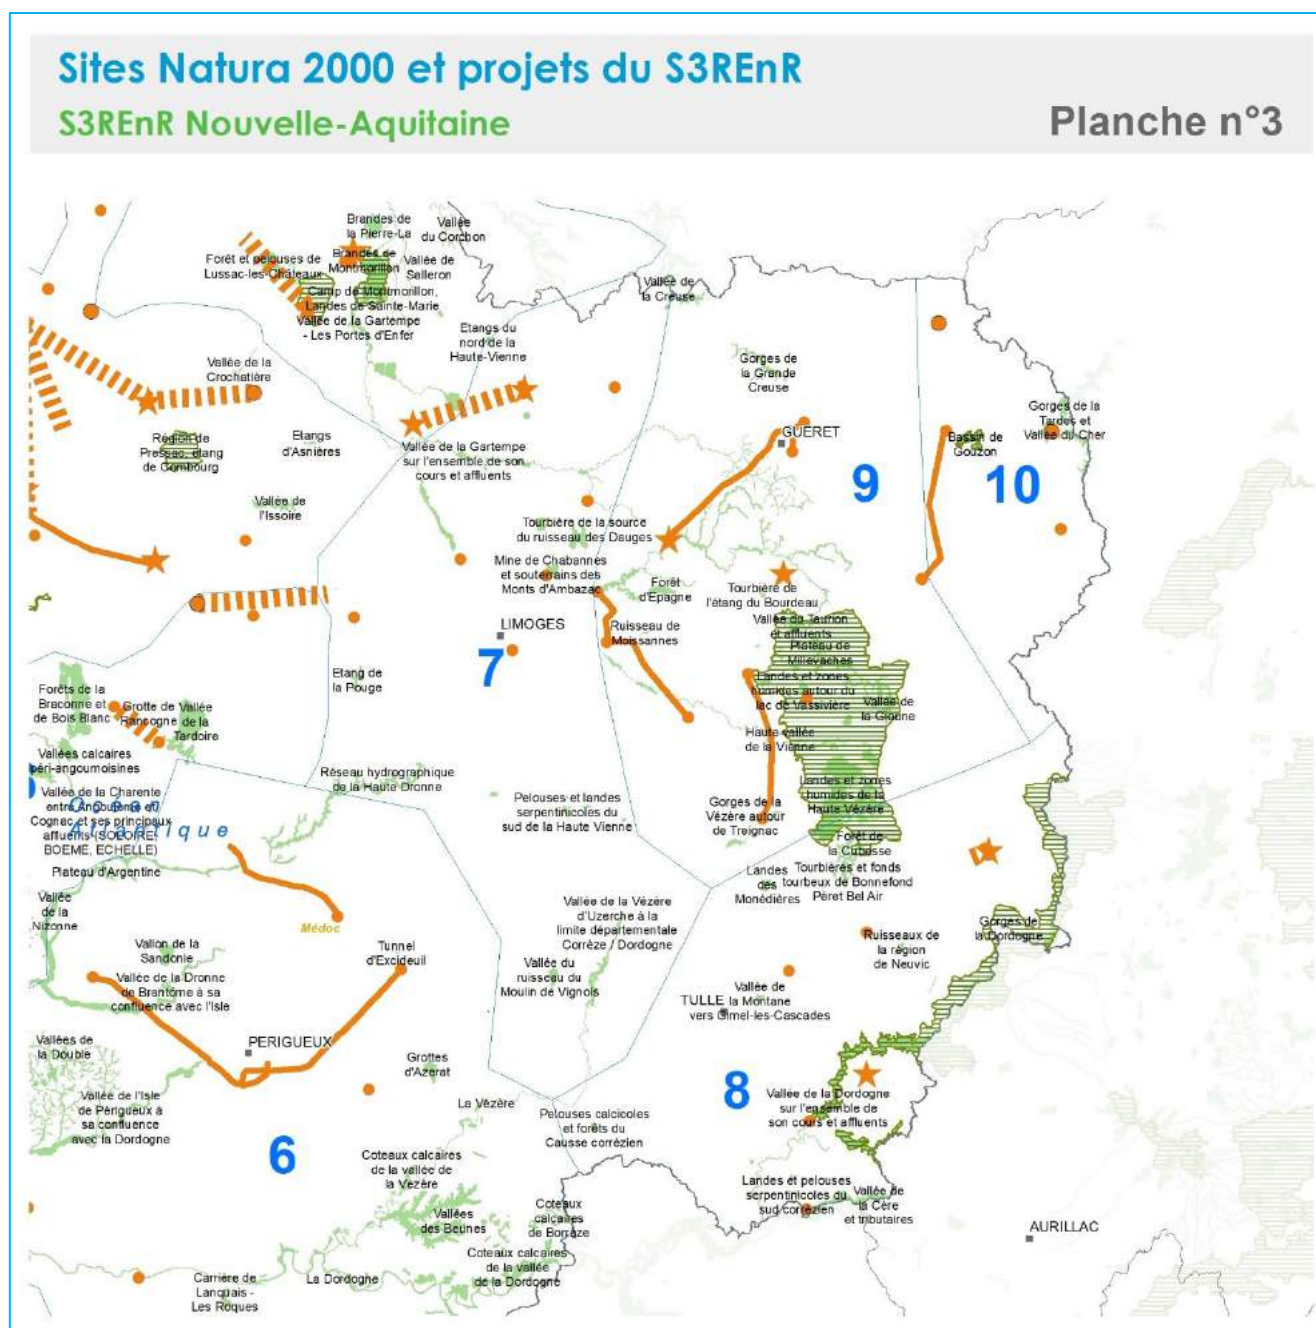 Sites Natura 2000 et projets du S3REnR
S3REnR Nouvelle-Aquitaine
Planche n°3
Brandes de
la Pierre-La
Vallée
du Corchon
Forêt et pelouses de
Lussac-les-Châteaux
Brandes de
Montmorillon
Vallée de
Salleron
Camp de Montmorillon,
Landes de Sainte-Marie
Vallée de la Gartempe
- Les Portes d'Enfer
Vallée de
la Creuse
Etangs du
nord de la
Haute-Vienne
Vallée de la
Crochatière
Gorges de
la Grande
Creuse
Gorges de la
Tardes et
Vallée du Cher
Région de
Pressac, étang
de Combourg
Etangs
d'Asnières
Vallée de la Gartempe
sur l'ensemble de son
cours et affluents
GUERET
Bassin de
Gouzon
9
10
Vallée de
l'Issoire
Tourbière de la source
du ruisseau des Dauges
Mine de Chabannes
et souterrains des
Monts d'Ambazac
Forêt
d'Epagne
Tourbière de
l'étang du Bourdeau
LIMOGES
7
Ruisseau de
Moissannes
Vallée du Taurion
et affluents
Plateau de
Millevaches
Landes et zones
humides autour du
lac de Vassivière
Vallée de
la Gioune
Haute vallée
de la Vienne
Etang de
la Pouge
Forêts de la
Braconne et
de Bois Blanc
Grotte de
Rancogne
Vallée
de la
Tardoire
Vallées calcaires
péri-angoumoisines
Réseau hydrographique
de la Haute Dronne
Vallée de la Charente
entre Angoulême et
Cognac et ses principaux
affluents (SOLOIRE,
BOEME, ECHELLE)
Océan
Atlantique
Pelouses et landes
serpentinicoles du
sud de la Haute Vienne
Gorges de la
Vézère autour
de Treignac
Landes et zones
humides de la
Haute Vézère
Forêt de
la Cubesse
Plateau d'Argentine
Landes
des
Monédières
Tourbières et fonds
tourbeux de Bonnefond
Péret Bel Air
Vallée
de la
Nizonne
Médoc
Vallée de la Vézère
d'Uzerche à la
limite départementale
Corrèze / Dordogne
Gorges de
la Dordogne
Ruisseaux de
la région
de Neuvic
Vallon de la
Sandonie
Tunnel
d'Excideuil
Vallée de la Dronne
de Brantôme à sa
confluence avec l'Isle
Vallée du
ruisseau du
Moulin de Vignols
TULLE
Vallée de
la Montane
vers Gimel-les-Cascades
Vallées de
la Double
PERIGUEUX
Grottes
d'Azerat
8
Vallée de l'Isle
de Périgueux à
sa confluence
avec la Dordogne
La Vézère
Pelouses calcicoles
et forêts du
Causse corrézien
Vallée de la Dordogne
sur l'ensemble de
son cours et affluents
6
Coteaux calcaires
de la vallée de
la Vezère
Landes et pelouses
serpentinicoles du
sud corrézien
Vallée de
la Cère
et tributaires
Vallées
des Beunes
Coteaux
calcaires
de Borrèze
AURILLAC
Coteaux calcaires
de la vallée
de la Dordogne
Carrière de
Lanquais -
Les Roques
La Dordogne